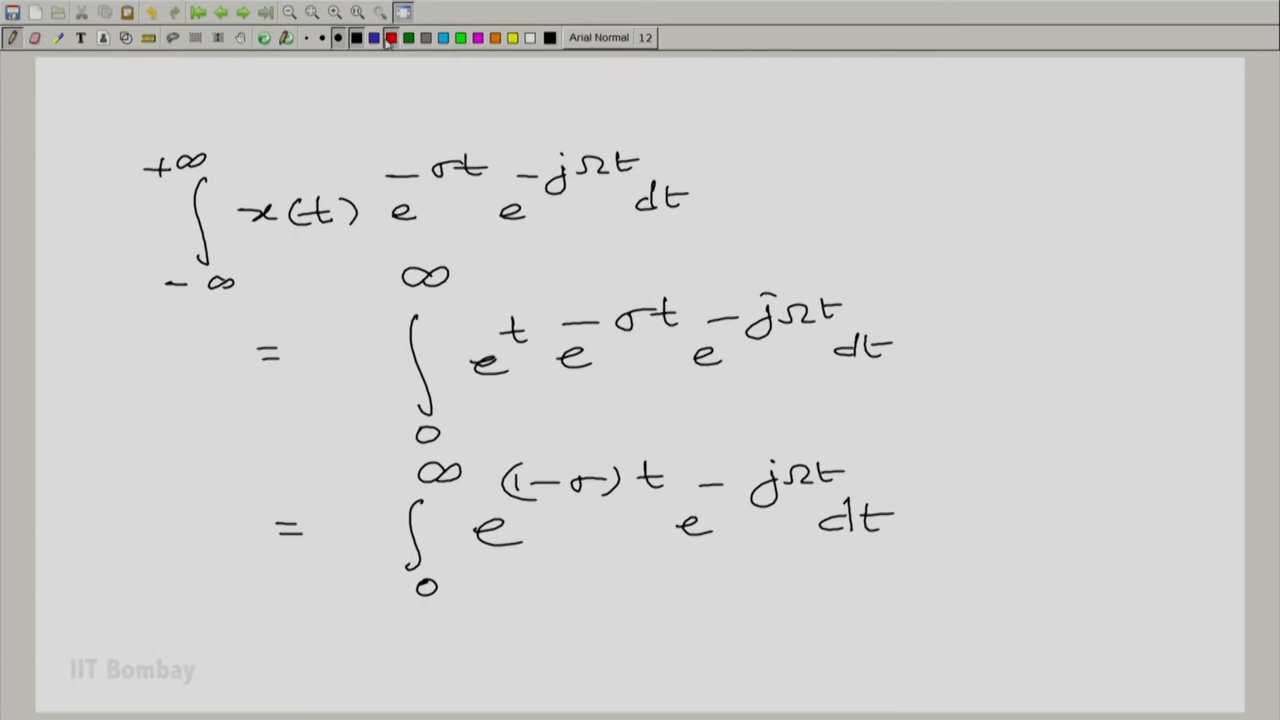 Arial Normal 12
+∞
∫ x(t) e^{-σt} e^{-jΩt} dt
-∞
∞
= ∫ e^t e^{-σt} e^{-jΩt} dt
0
∞
= ∫ e^{(1-σ)t} e^{-jΩt} dt
0
IIT Bombay